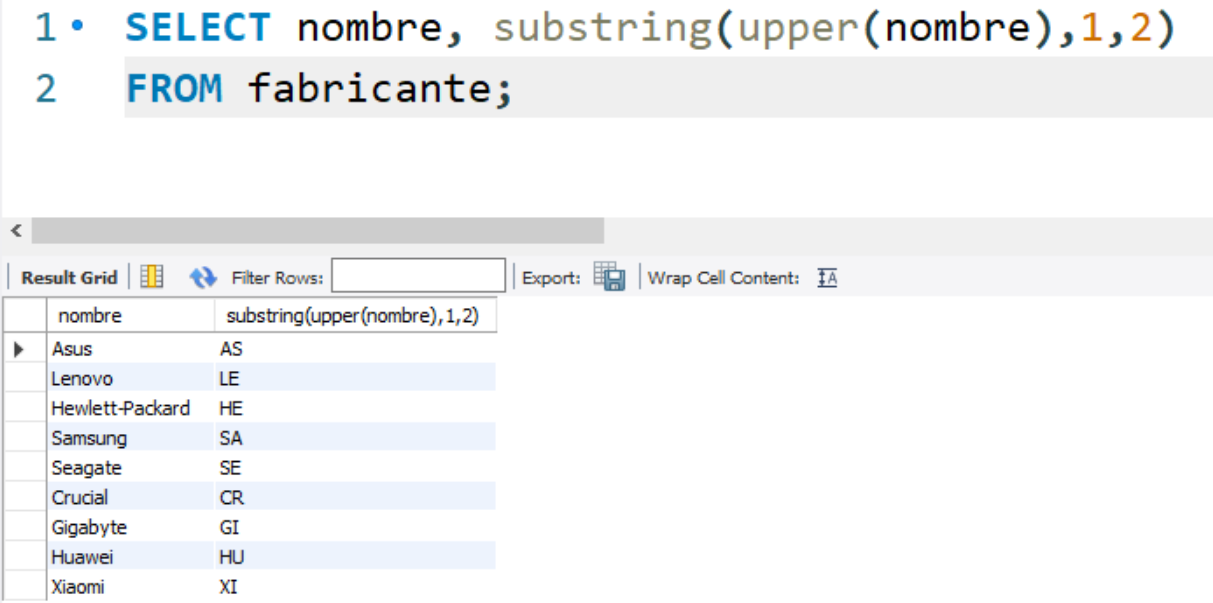 1 SELECT nombre, substring(upper(nombre),1,2)
2 FROM fabricante;
Result Grid Filter Rows: Export: Wrap Cell Content: IA
nombre substring(upper(nombre),1,2)
Asus AS
Lenovo LE
Hewlett-Packard HE
Samsung SA
Seagate SE
Crucial CR
Gigabyte GI
Huawei HU
Xiaomi XI